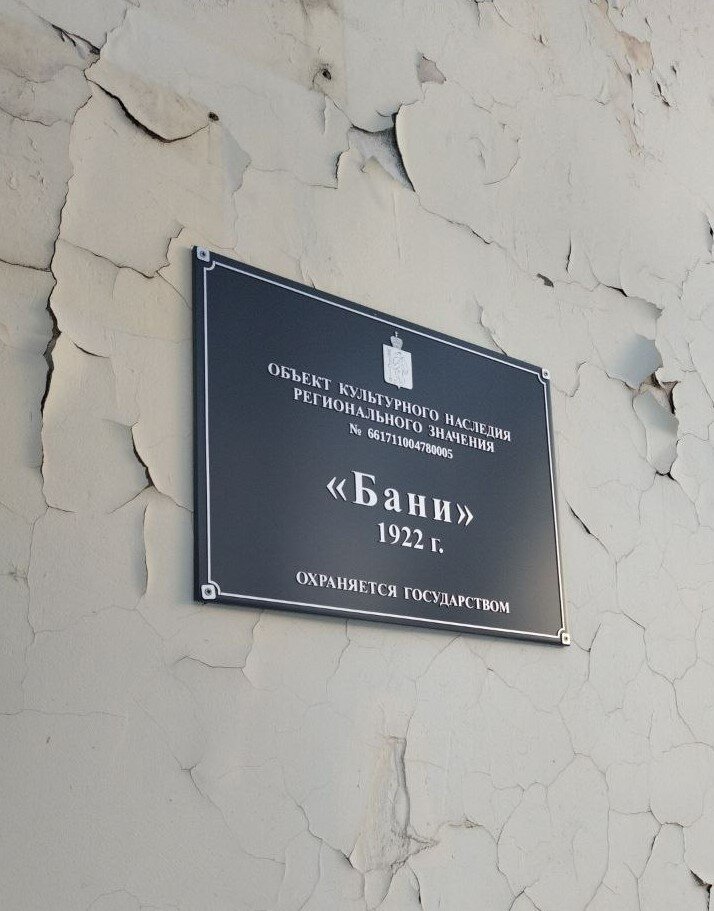 ОБЪЕКТ КУЛЬТУРНОГО НАСЛЕДИЯ
РЕГИОНАЛЬНОГО ЗНАЧЕНИЯ
№ 661711004780005
«Бани»
1922 г.
ОХРАНЯЕТСЯ ГОСУДАРСТВОМ